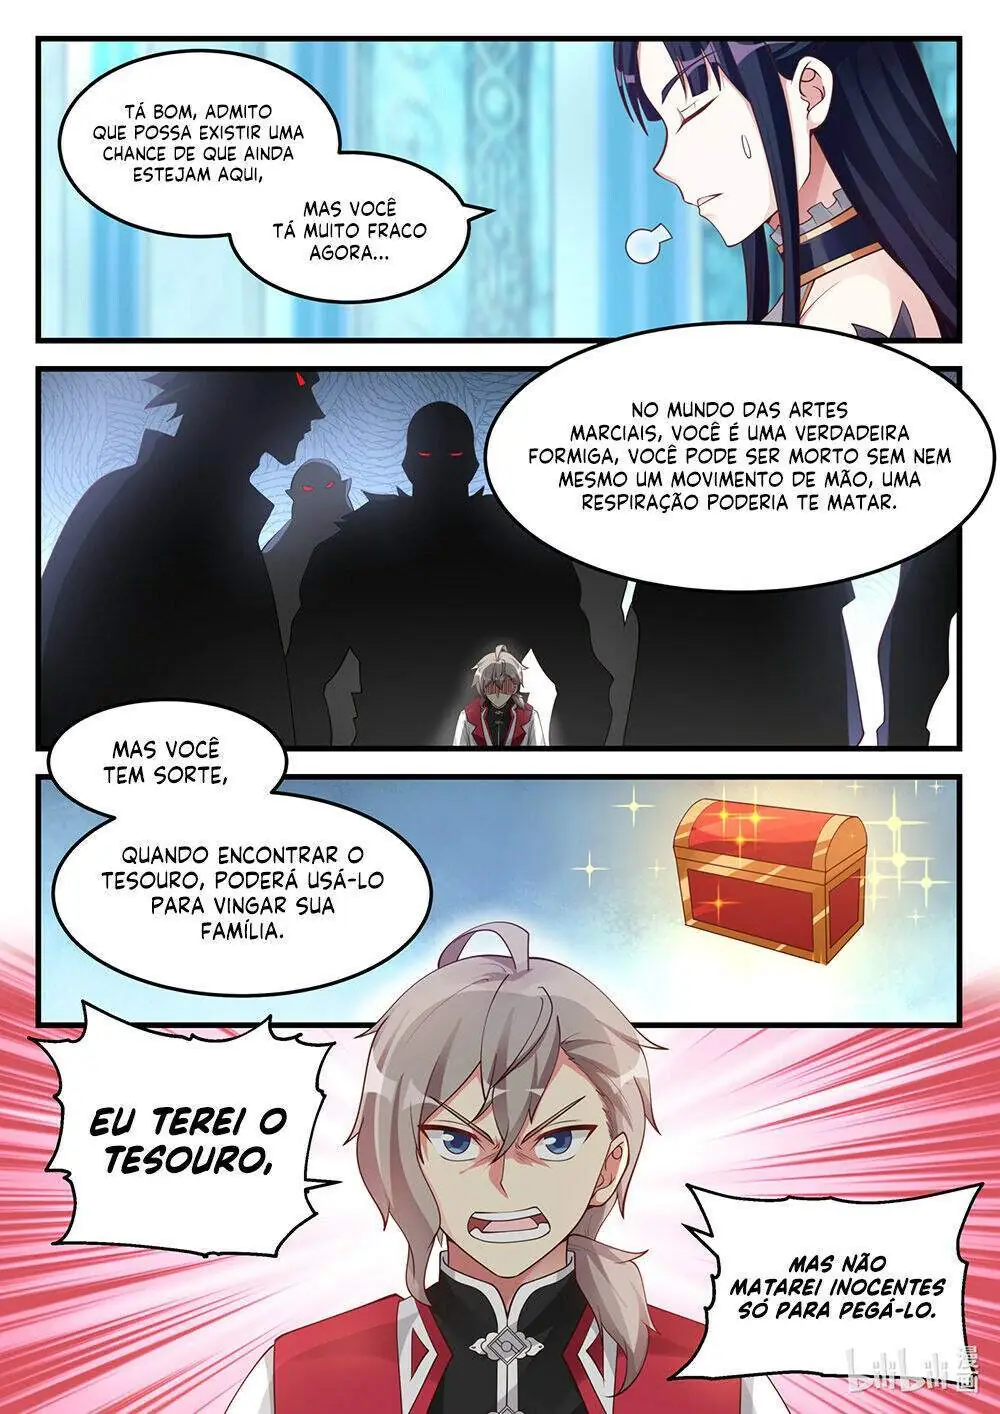 TÁ BOM, ADMITO
QUE POSSA EXISTIR UMA
CHANCE DE QUE AINDA
ESTEJAM AQUI,
MAS VOCÊ
TÁ MUITO FRACO
AGORA...
NO MUNDO DAS ARTES
MARCIAIS, VOCÊ É UMA VERDADEIRA
FORMIGA, VOCÊ PODE SER MORTO SEM NEM
MESMO UM MOVIMENTO DE MÃO, UMA
RESPIRAÇÃO PODERIA TE MATAR.
MAS VOCÊ
TEM SORTE,
QUANDO ENCONTRAR O
TESOURO, PODERÁ USÁ-LO
PARA VINGAR SUA
FAMÍLIA.
EU TEREI O
TESOURO,
MAS NÃO
MATAREI INOCENTES
SÓ PARA PEGÁ-LO.
bilibili 漫画